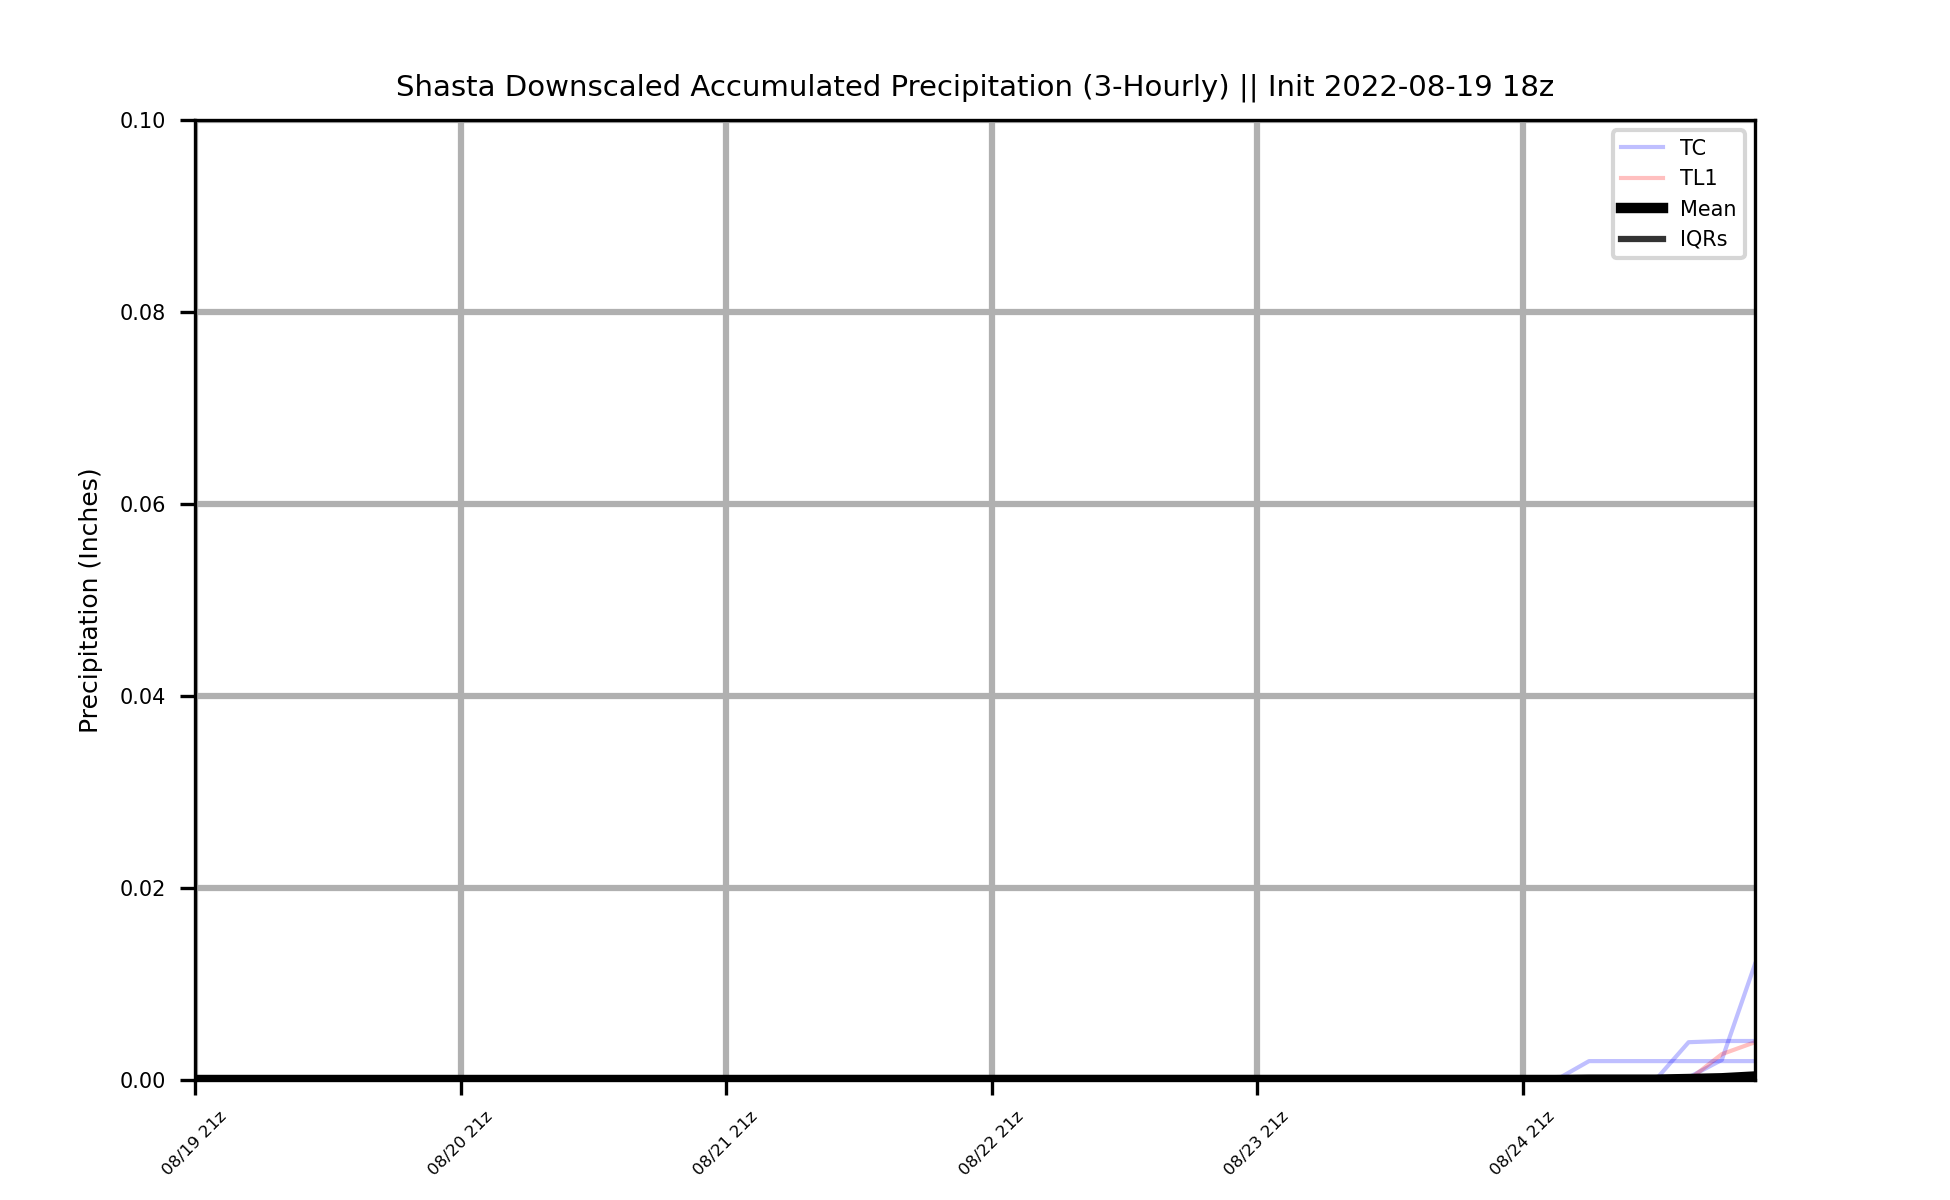 Shasta Downscaled Accumulated Precipitation (3-Hourly) || Init 2022-08-19 18z
0.10
0.08
0.06
0.04
0.02
0.00
Precipitation (Inches)
TC
TL1
Mean
IQRs
08/19 21z
08/20 21z
08/21 21z
08/22 21z
08/23 21z
08/24 21z